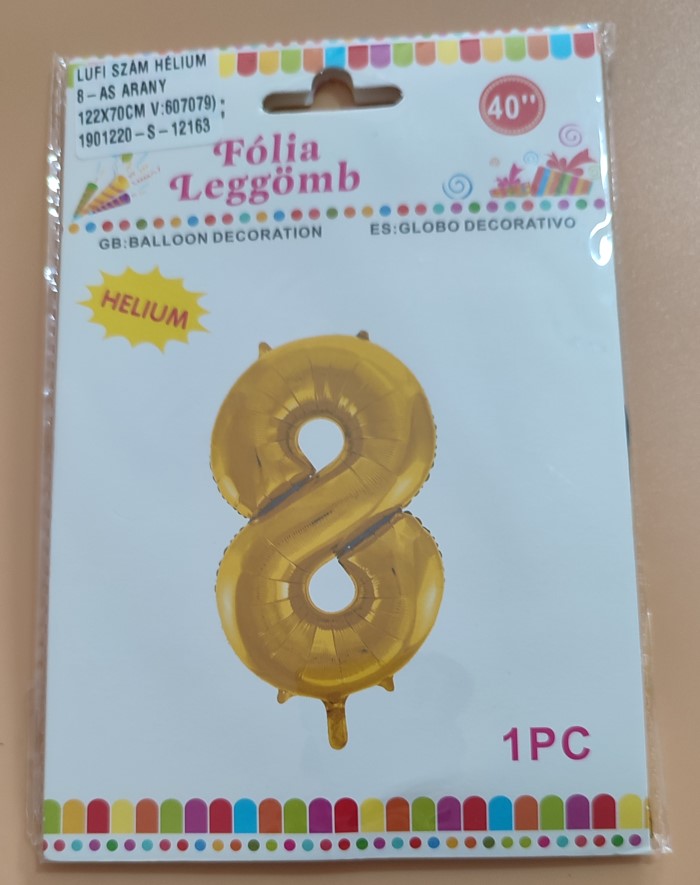 LUFI SZÁM HÉLIUM
8-AS ARANY
122X70CM V:607079) ;
1901220-S-12163
40''
Fólia
Leggömb
GB:BALLOON DECORATION
ES:GLOBO DECORATIVO
HELIUM
8
1PC